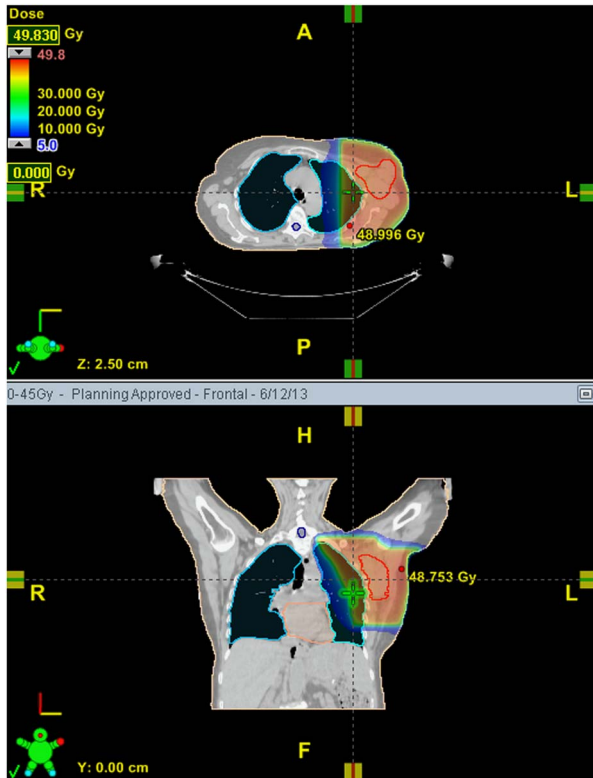 Dose
A
49.830 Gy
49.8
30.000 Gy
20.000 Gy
10.000 Gy
5.0
0.000 Gy
R
L
48.996 Gy
P
Z: 2.50 cm
0-45Gy - Planning Approved - Frontal - 6/12/13
H
R
48.753 Gy
L
F
Y: 0.00 cm